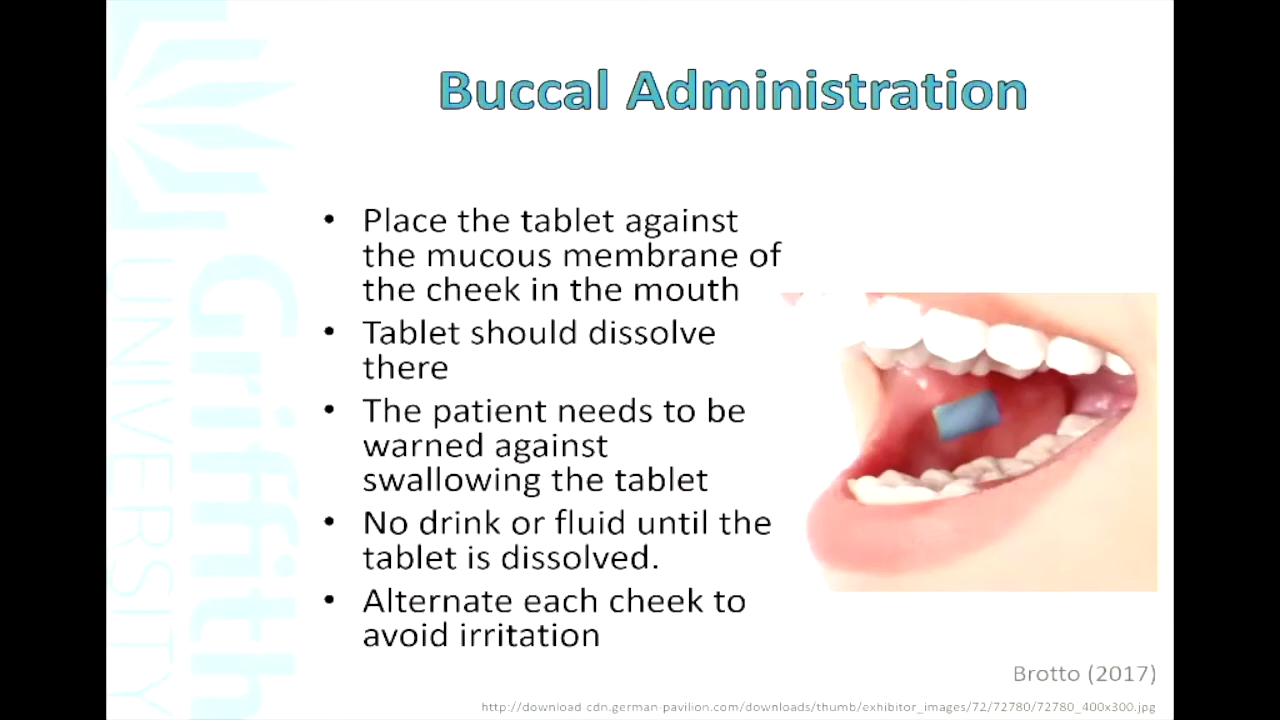 Buccal Administration
• Place the tablet against
the mucous membrane of
the cheek in the mouth
• Tablet should dissolve
there
• The patient needs to be
warned against
swallowing the tablet
• No drink or fluid until the
tablet is dissolved.
• Alternate each cheek to
avoid irritation
Brotto (2017)
http://download cdn.german-pavilion.com/downloads/thumb/exhibitor_images/72/72780/72780_400x300.jpg
Griffith
UNIVERSITY